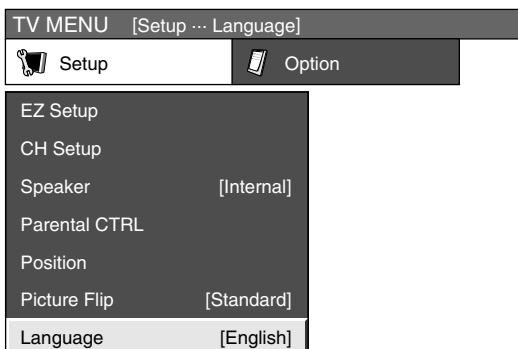 TV MENU [Setup ··· Language]
Setup Option
EZ Setup
CH Setup
Speaker [Internal]
Parental CTRL
Position
Picture Flip [Standard]
Language [English]